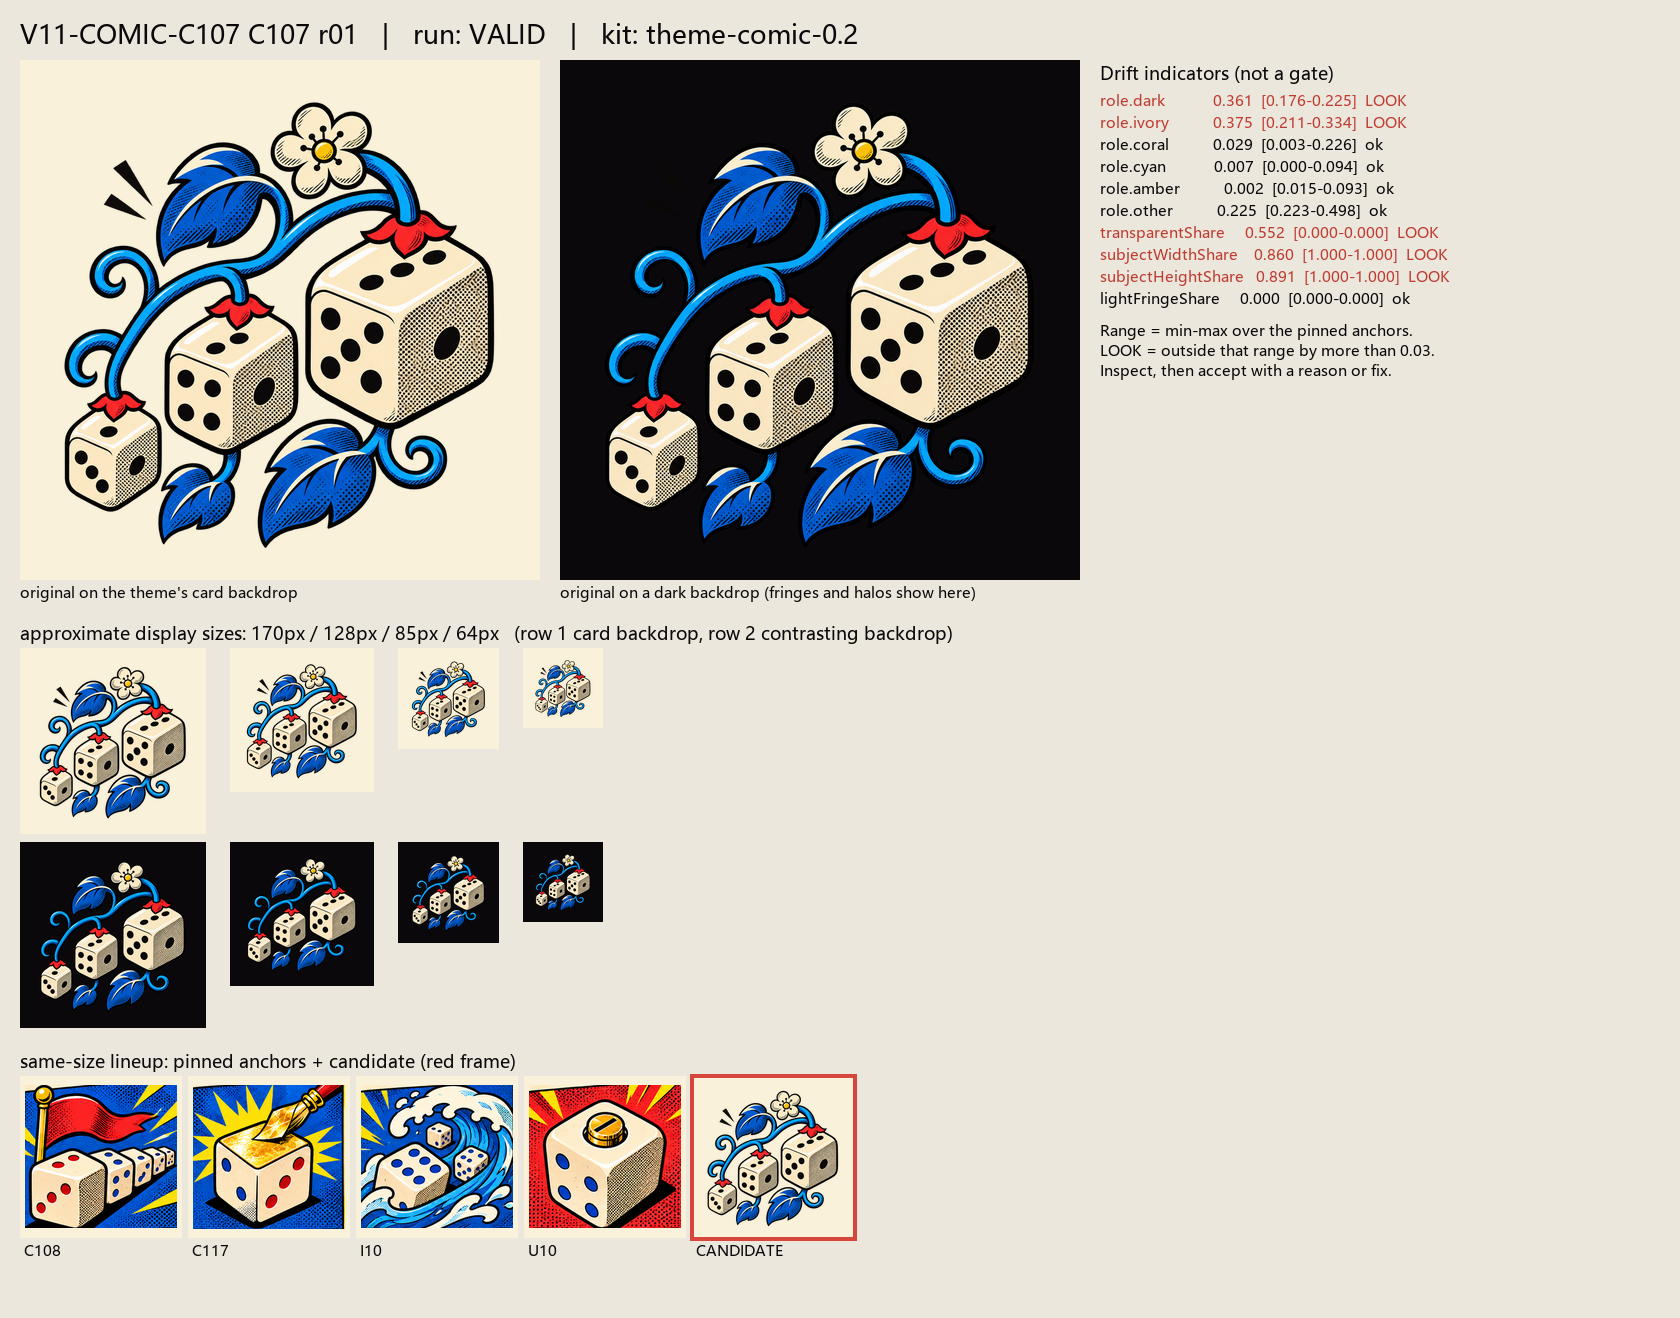 V11-COMIC-C107 C107 r01 | run: VALID | kit: theme-comic-0.2
Drift indicators (not a gate)
role.dark 0.361 [0.176-0.225] LOOK
role.ivory 0.375 [0.211-0.334] LOOK
role.coral 0.029 [0.003-0.226] ok
role.cyan 0.007 [0.000-0.094] ok
role.amber 0.002 [0.015-0.093] ok
role.other 0.225 [0.223-0.498] ok
transparentShare 0.552 [0.000-0.000] LOOK
subjectWidthShare 0.860 [1.000-1.000] LOOK
subjectHeightShare 0.891 [1.000-1.000] LOOK
lightFringeShare 0.000 [0.000-0.000] ok
Range = min-max over the pinned anchors.
LOOK = outside that range by more than 0.03.
Inspect, then accept with a reason or fix.
original on the theme's card backdrop
original on a dark backdrop (fringes and halos show here)
approximate display sizes: 170px / 128px / 85px / 64px (row 1 card backdrop, row 2 contrasting backdrop)
same-size lineup: pinned anchors + candidate (red frame)
C108
C117
I10
U10
CANDIDATE